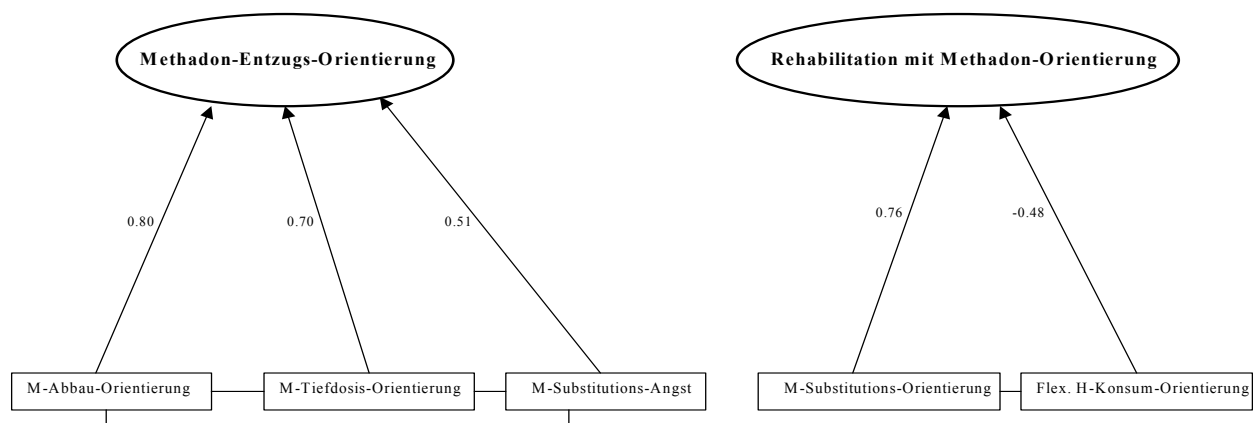 Methadon-Entzugs-Orientierung
Rehabilitation mit Methadon-Orientierung
0.80
0.70
0.51
0.76
-0.48
M-Abbau-Orientierung
M-Tiefdosis-Orientierung
M-Substitutions-Angst
M-Substitutions-Orientierung
Flex. H-Konsum-Orientierung